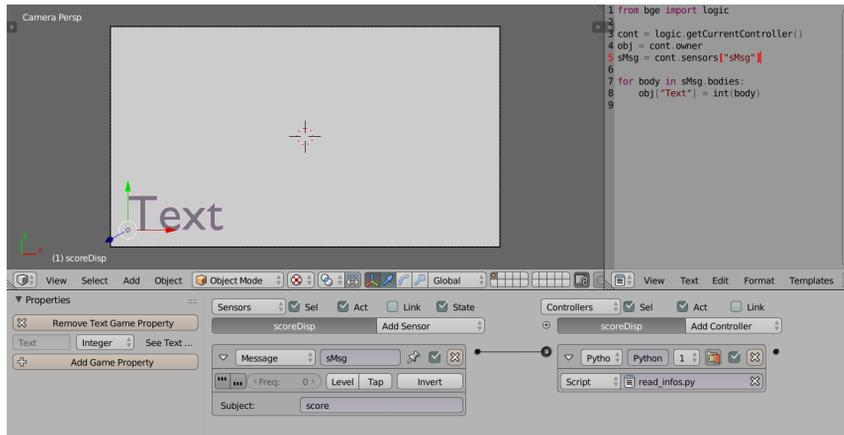 Camera Persp
Text
(1) scoreDisp
View Select Add Object Object Mode Global
1 from bge import logic
2
3 cont = logic.getCurrentController()
4 obj = cont.owner
5 sMsg = cont.sensors["sMsg"]
6
7 for body in sMsg.bodies:
8     obj["Text"] = int(body)
9
View Text Edit Format Templates
Properties
Remove Text Game Property
Text Integer See Text ...
Add Game Property
Sensors Sel Act Link State
scoreDisp Add Sensor
Message sMsg
Freq: 0 Level Tap Invert
Subject: score
Controllers Sel Act Link
scoreDisp Add Controller
Pytho Python 1
Script read_infos.py